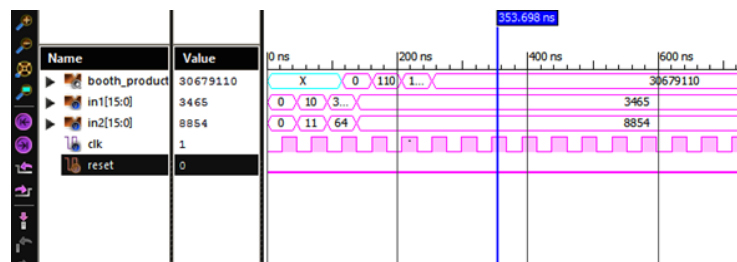 353.698 ns
Name Value
0 ns 200 ns 400 ns 600 ns
booth_product 30679110 X 0 110 1... 30679110
in1[15:0] 3465 0 10 3... 3465
in2[15:0] 8854 0 11 64 8854
clk 1
reset 0